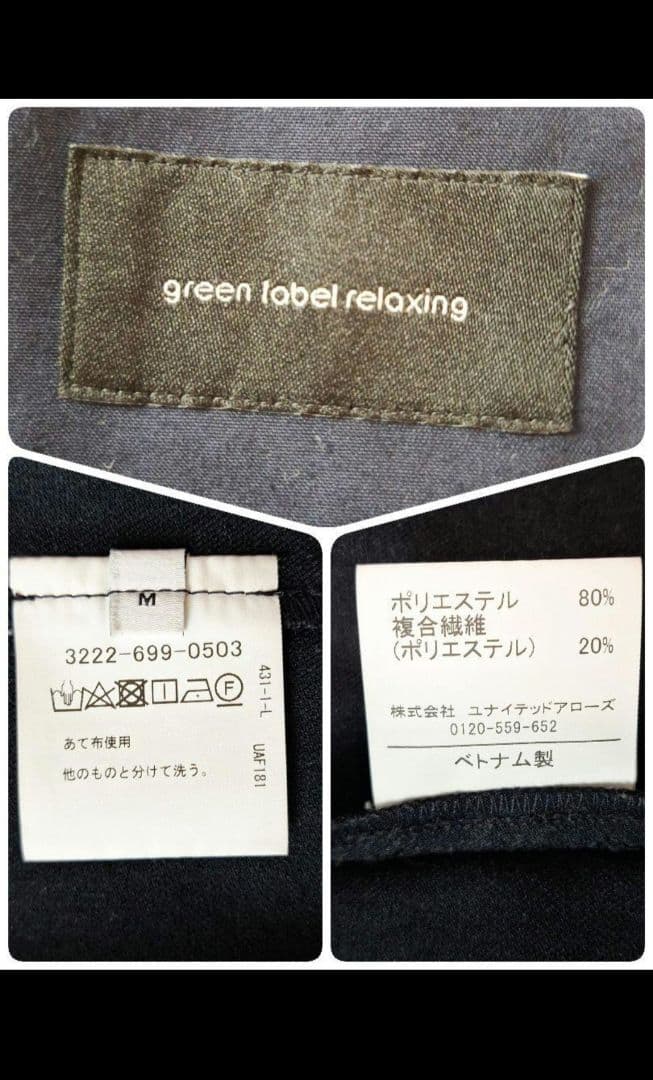 green label relaxing
M
3222-699-0503
あて布使用
他のものと分けて洗う。
431-I-L
UAF181
ポリエステル 80%
複合繊維
(ポリエステル) 20%
株式会社 ユナイテッドアローズ
0120-559-652
ベトナム製